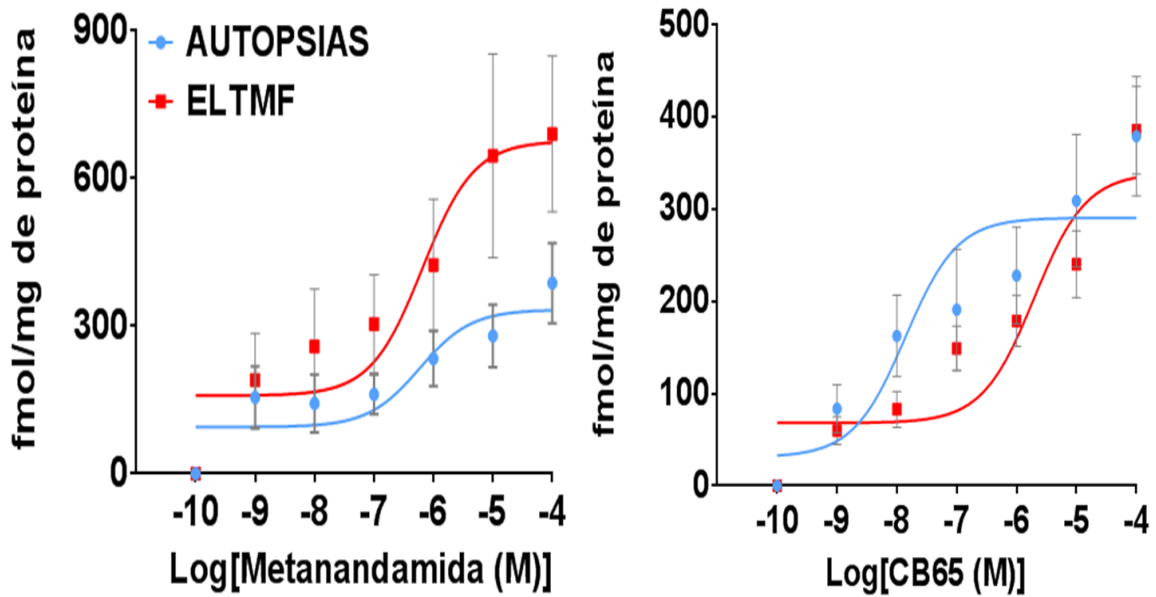 fmol/mg de proteína
900
600
300
0
AUTOPSIAS
ELTMF
-10 -9 -8 -7 -6 -5 -4
Log[Metanandamida (M)]
fmol/mg de proteína
500
400
300
200
100
0
-10 -9 -8 -7 -6 -5 -4
Log[CB65 (M)]